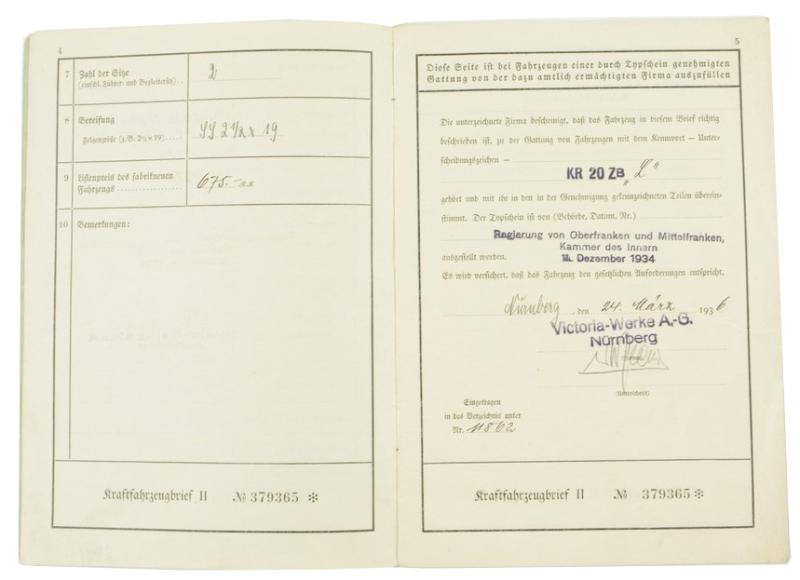 4
7 Zahl der Sitze
(einschl. Führer- und Begleitersitz)..
2
8 Bereifung
Felgengröße (z. B. 2½ × 19)
2 1/2 x 19
9 Listenpreis des fabrikneuen
Fahrzeugs
675.-
10 Bemerkungen:
Kraftfahrzeugbrief II № 379365 ✻
5
Diese Seite ist bei Fahrzeugen einer durch Typschein genehmigten
Gattung von der dazu amtlich ermächtigten Firma auszufüllen
Die unterzeichnete Firma bescheinigt, daß das Fahrzeug in diesem Brief richtig
beschrieben ist, zu der Gattung von Fahrzeugen mit dem Kennwort – Unter-
scheidungszeichen –
KR 20 ZB „L“
gehört und mit ihr in den in der Genehmigung gekennzeichneten Teilen überein-
stimmt. Der Typschein ist von (Behörde, Datum, Nr.)
Regierung von Oberfranken und Mittelfranken,
Kammer des Innern
ausgestellt worden. Dezember 1934
Es wird versichert, daß das Fahrzeug den gesetzlichen Anforderungen entspricht.
Nürnberg, den 24. März 1936
Victoria-Werke A.-G.
Nürnberg
(Unterschrift)
Eingetragen
in das Verzeichnis unter
Nr. 11862
Kraftfahrzeugbrief II № 379365 ✻